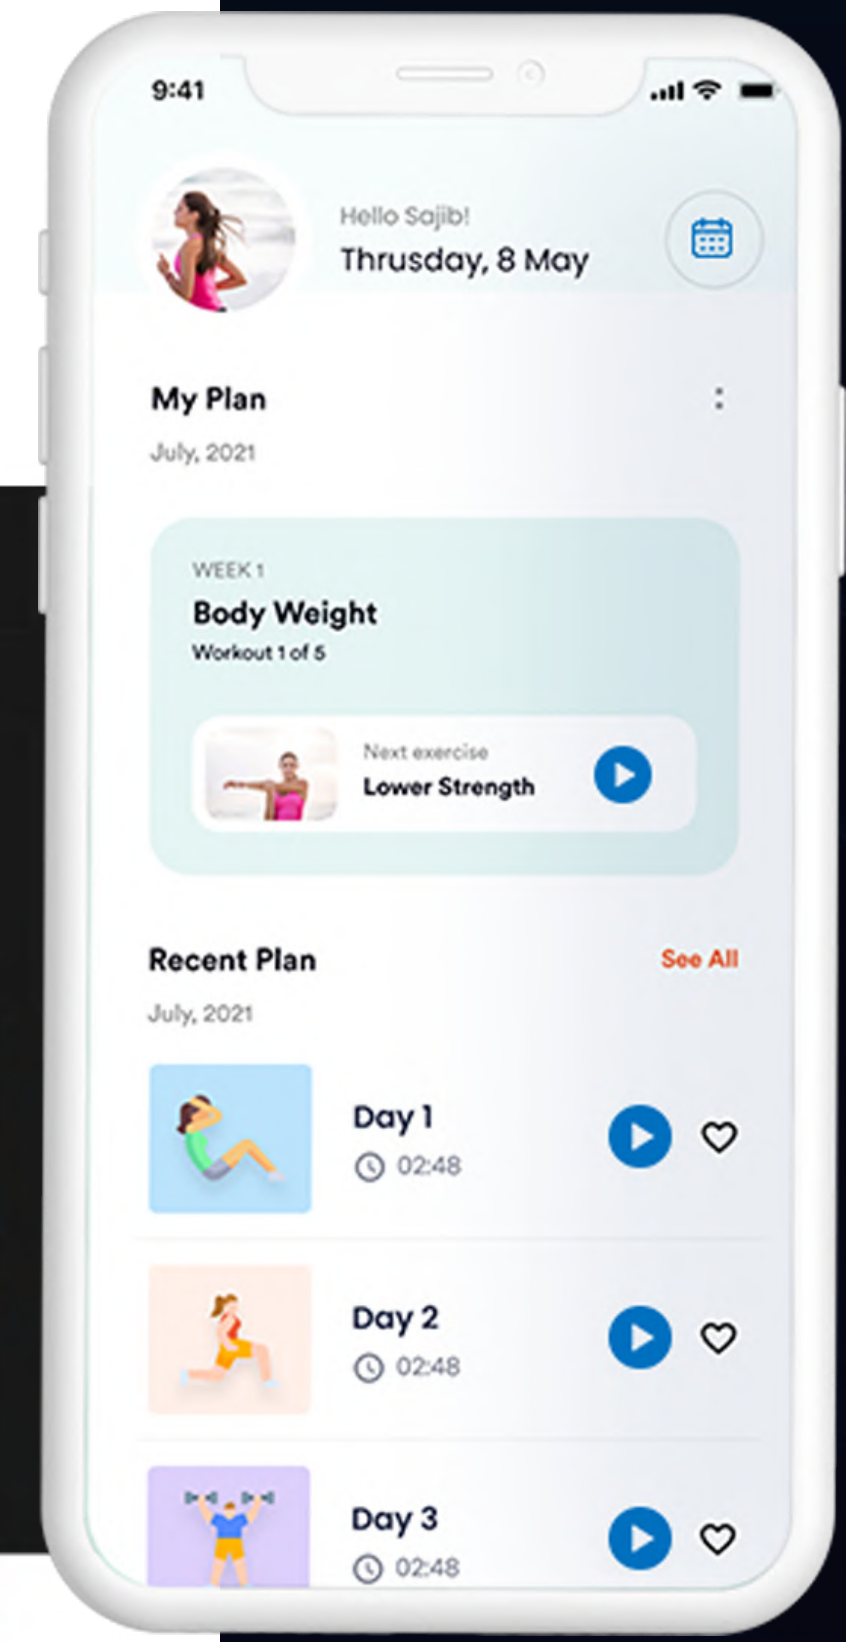 9:41
Hello Sajib!
Thrusday, 8 May
My Plan
July, 2021
WEEK 1
Body Weight
Workout 1 of 5
Next exercise
Lower Strength
Recent Plan
See All
July, 2021
Day 1
02:48
Day 2
02:48
Day 3
02:48